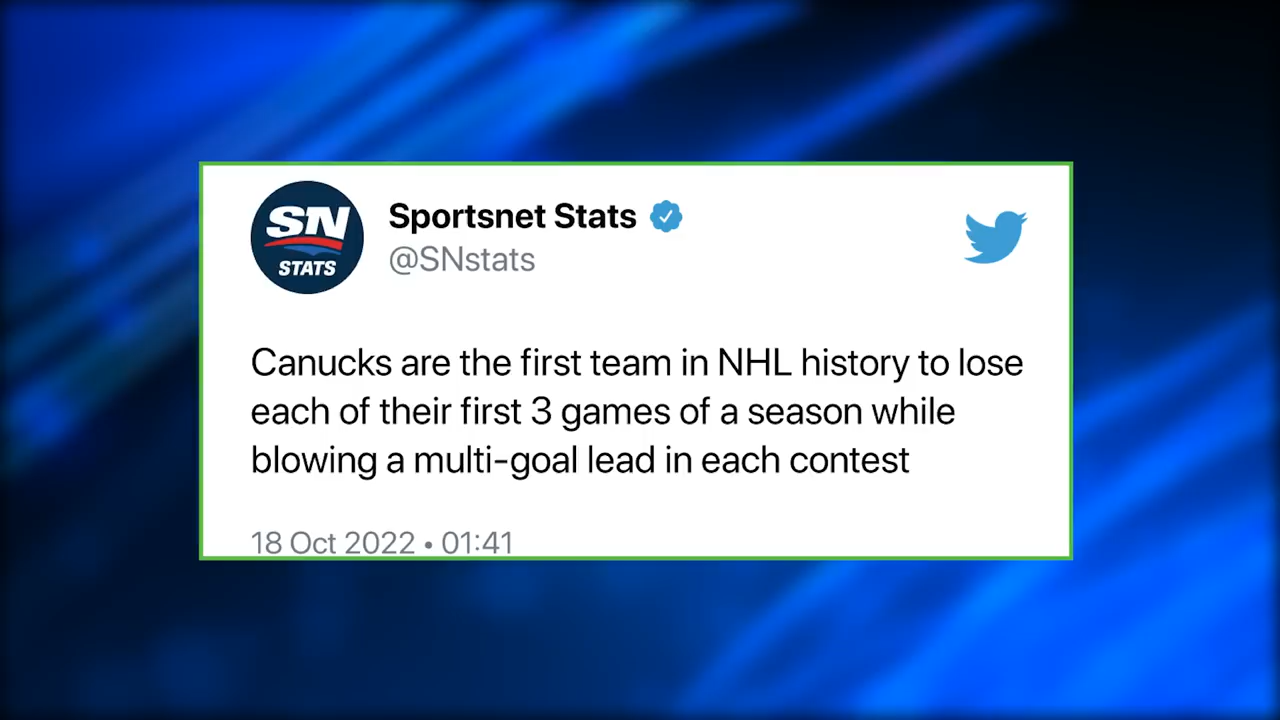 SN
STATS
Sportsnet Stats
@SNstats
Canucks are the first team in NHL history to lose
each of their first 3 games of a season while
blowing a multi-goal lead in each contest
18 Oct 2022 • 01:41